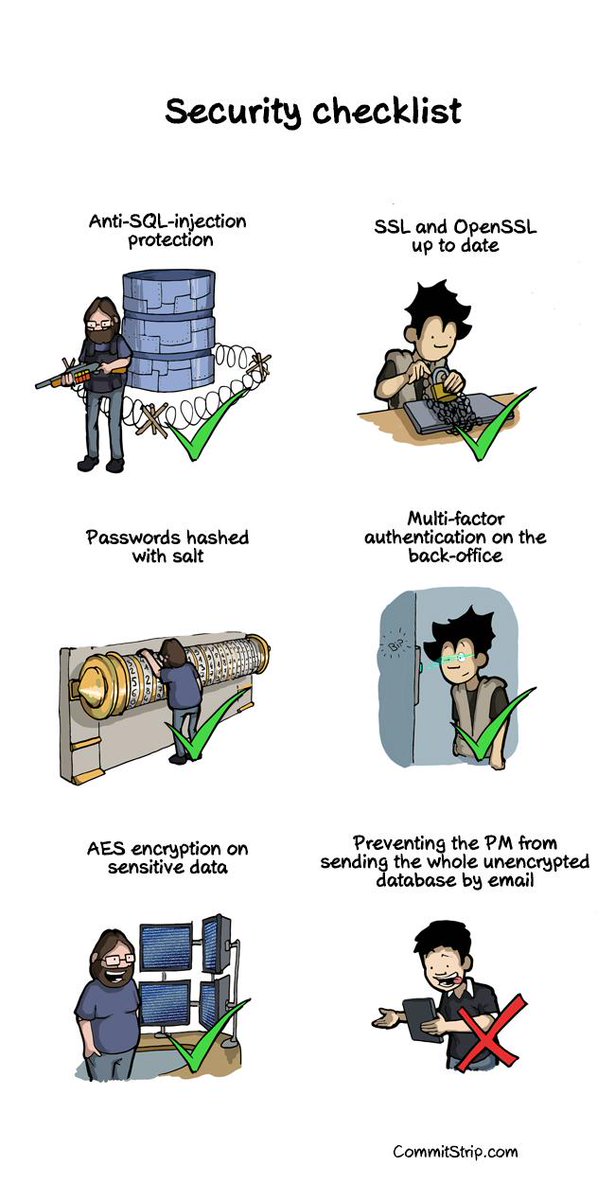 Security checklist
Anti-SQL-injection
protection
SSL and OpenSSL
up to date
Passwords hashed
with salt
Multi-factor
authentication on the
back-office
BIP
AES encryption on
sensitive data
Preventing the PM from
sending the whole unencrypted
database by email
CommitStrip.com